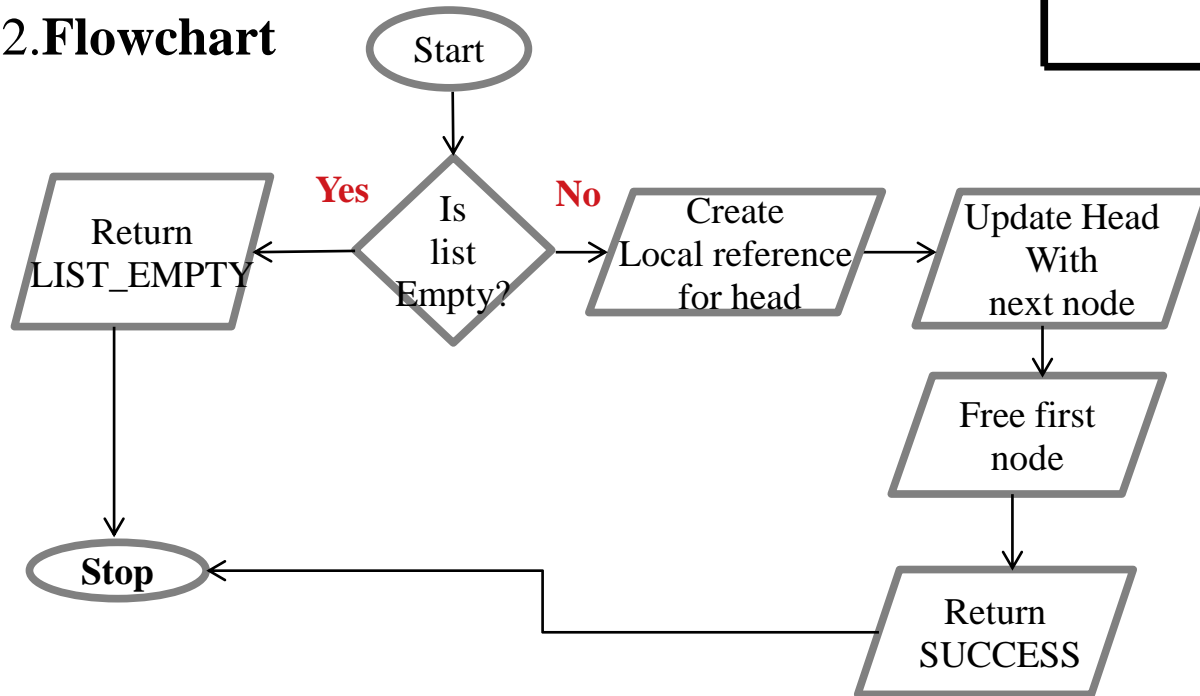 2.Flowchart
Start
Yes
No
Is
list
Empty?
Return
LIST_EMPTY
Create
Local reference
for head
Update Head
With
next node
Free first
node
Stop
Return
SUCCESS